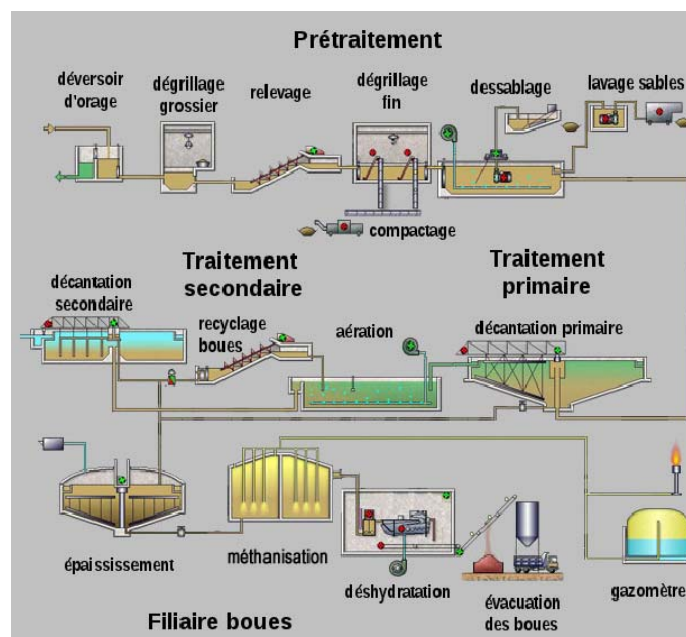 Prétraitement
déversoir
d'orage
dégrillage
grossier
relevage
dégrillage
fin
dessablage
lavage sables
compactage
Traitement
secondaire
Traitement
primaire
décantation
secondaire
recyclage
boues
aération
décantation primaire
épaississement
méthanisation
déshydratation
évacuation
des boues
gazomètre
Filiaire boues